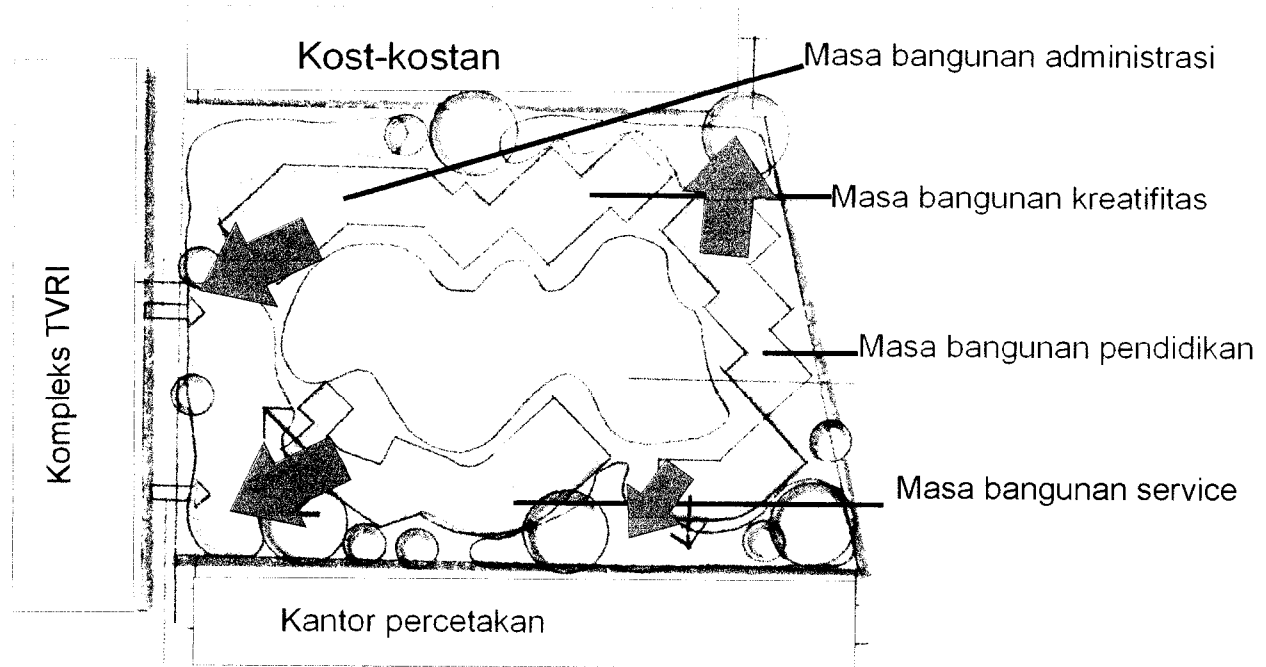 Kost-kostan
Masa bangunan administrasi
Masa bangunan kreatifitas
Kompleks TVRI
Masa bangunan pendidikan
Masa bangunan service
Kantor percetakan